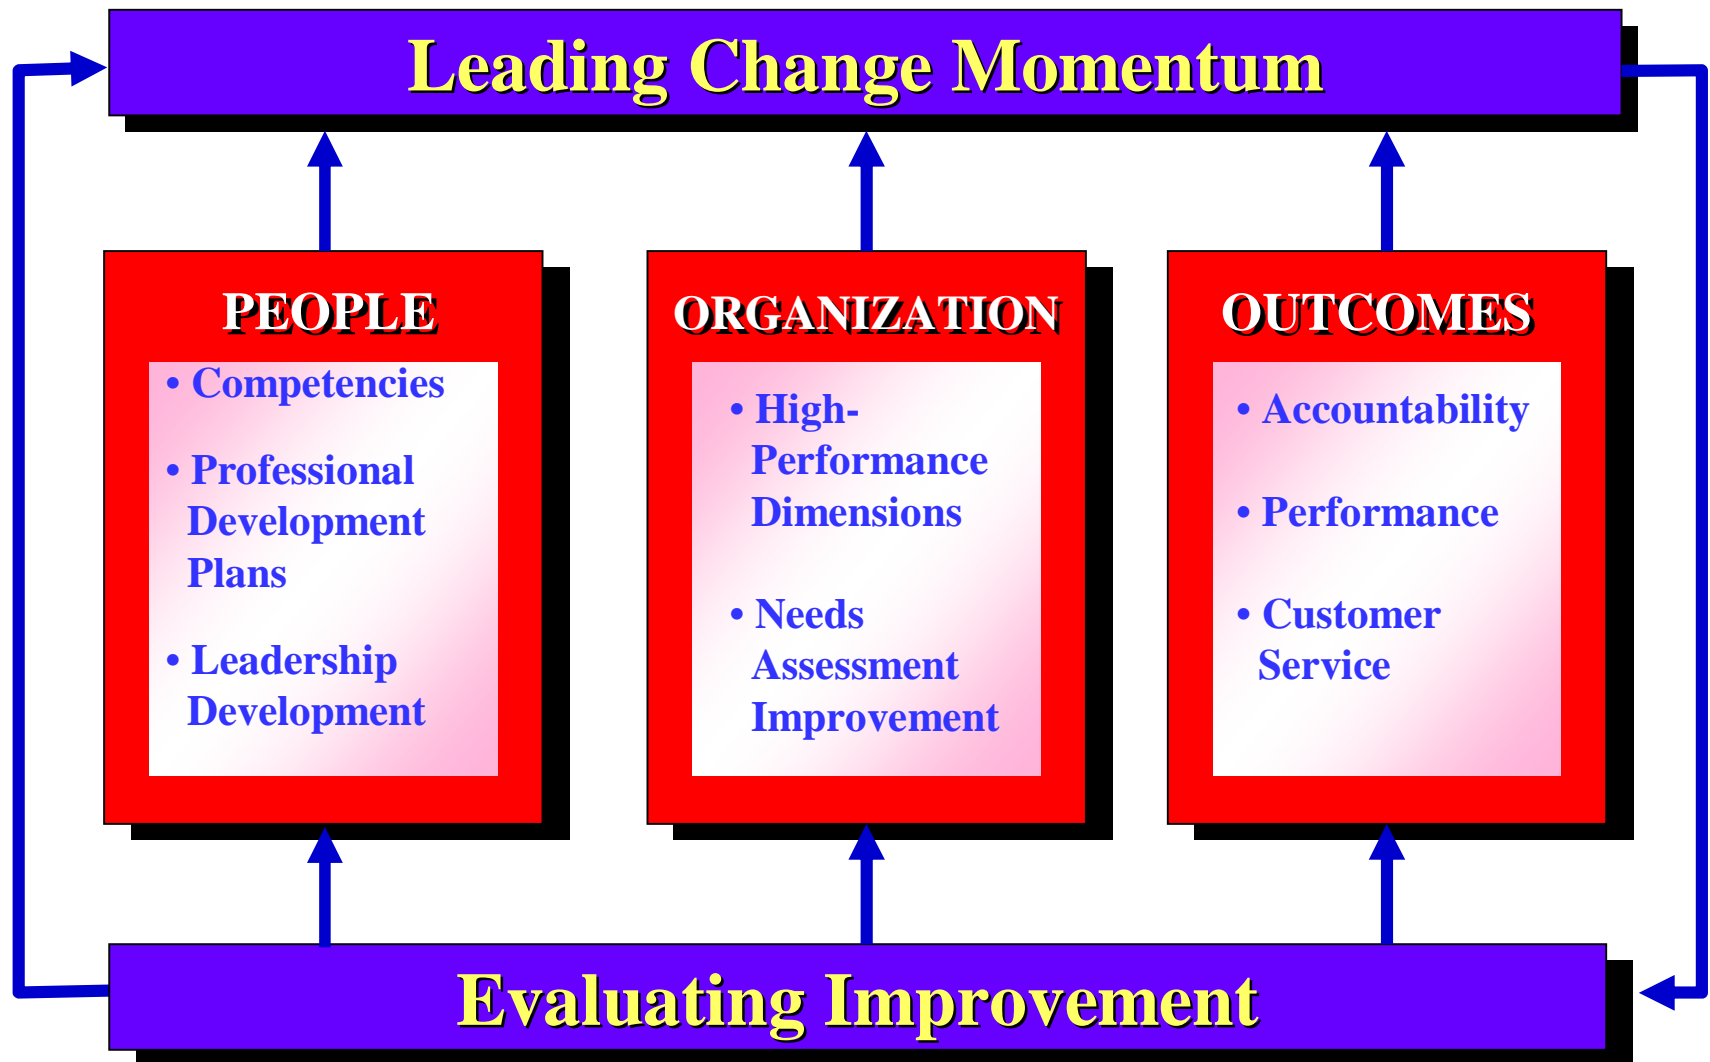 Leading Change Momentum
PEOPLE
• Competencies
• Professional
Development
Plans
• Leadership
Development
ORGANIZATION
• High-
Performance
Dimensions
• Needs
Assessment
Improvement
OUTCOMES
• Accountability
• Performance
• Customer
Service
Evaluating Improvement